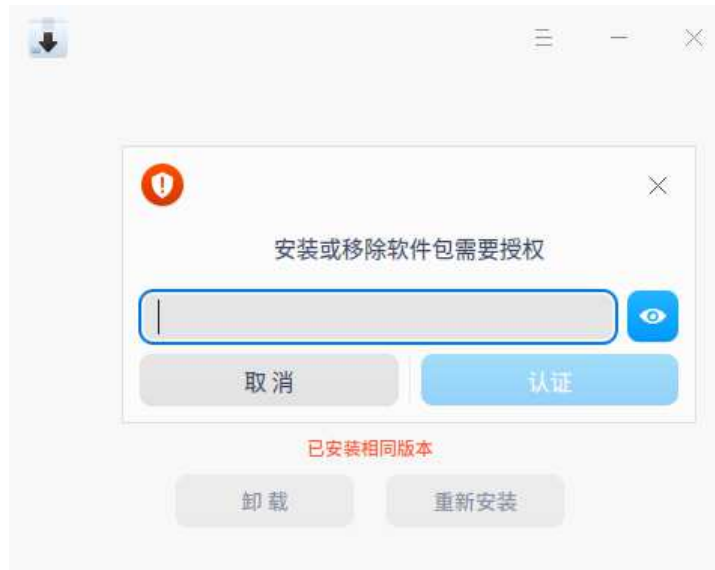 安装或移除软件包需要授权
取消
认证
已安装相同版本
卸载
重新安装